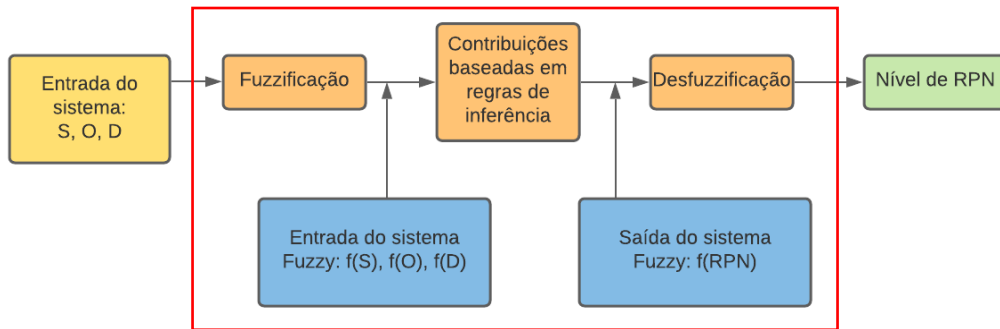 Entrada do
sistema:
S, O, D
Fuzzificação
Contribuições
baseadas em
regras de
inferência
Desfuzzificação
Nível de RPN
Entrada do sistema
Fuzzy: f(S), f(O), f(D)
Saída do sistema
Fuzzy: f(RPN)